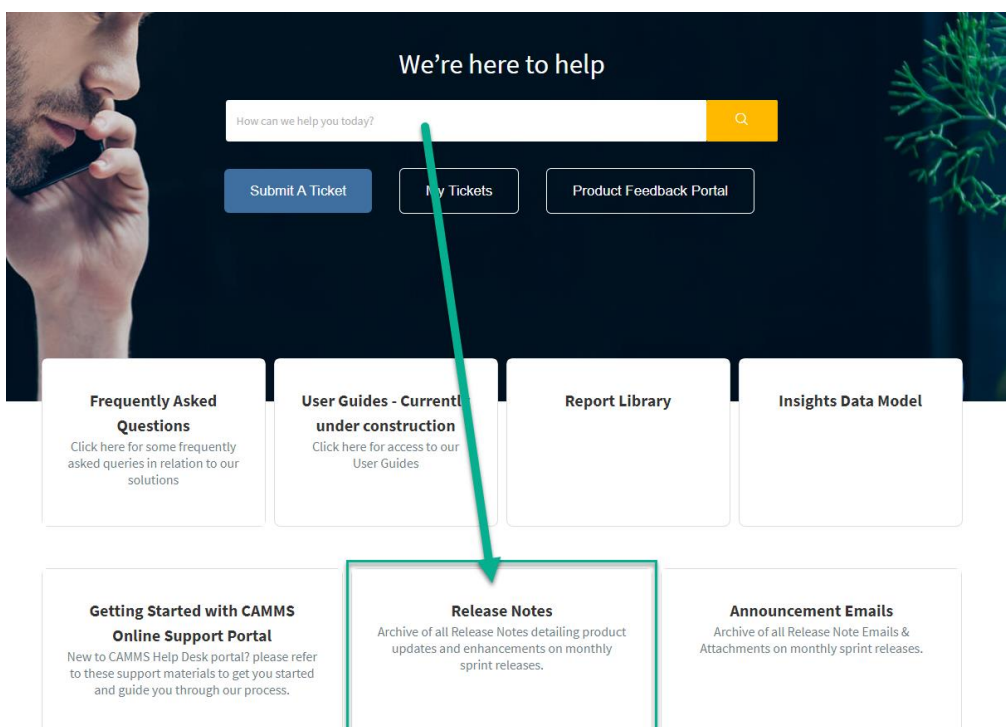 We’re here to help
How can we help you today?
Submit A Ticket
My Tickets
Product Feedback Portal
Frequently Asked
Questions
Click here for some frequently
asked queries in relation to our
solutions
User Guides - Currently
under construction
Click here for access to our
User Guides
Report Library
Insights Data Model
Getting Started with CAMMS
Online Support Portal
New to CAMMS Help Desk portal? please refer
to these support materials to get you started
and guide you through our process.
Release Notes
Archive of all Release Notes detailing product
updates and enhancements on monthly
sprint releases.
Announcement Emails
Archive of all Release Note Emails &
Attachments on monthly sprint releases.